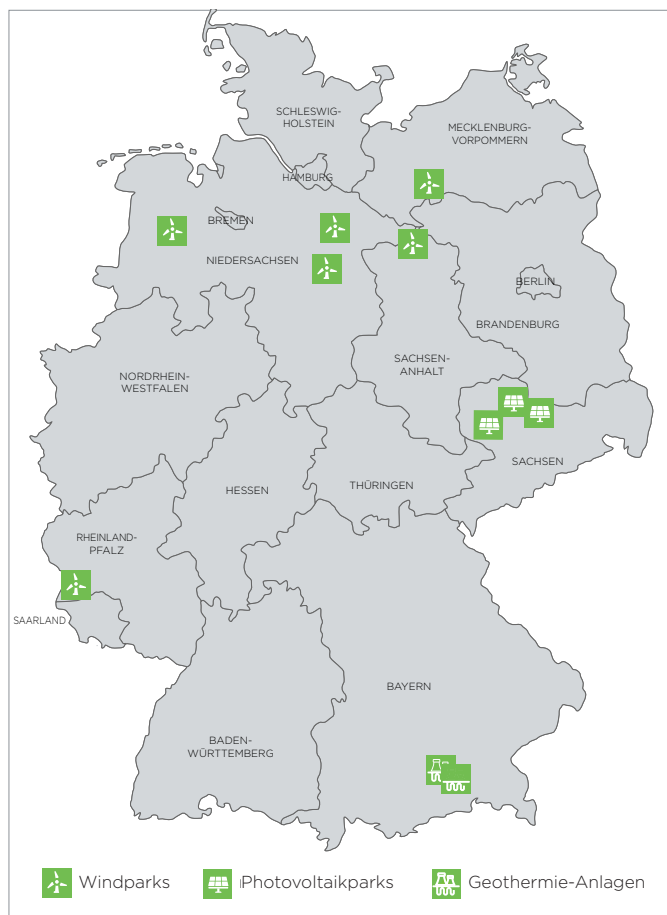 SCHLESWIG-
HOLSTEIN
MECKLENBURG-
VORPOMMERN
HAMBURG
BREMEN
NIEDERSACHSEN
BERLIN
BRANDENBURG
SACHSEN-
ANHALT
NORDRHEIN-
WESTFALEN
SACHSEN
HESSEN
THÜRINGEN
RHEINLAND-
PFALZ
SAARLAND
BAYERN
BADEN-
WÜRTTEMBERG
Windparks
Photovoltaikparks
Geothermie-Anlagen